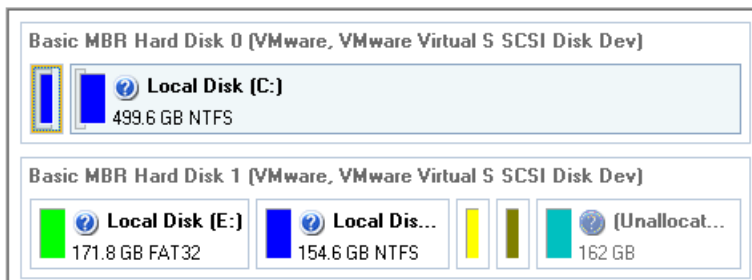 Basic MBR Hard Disk 0 (VMware, VMware Virtual S SCSI Disk Dev)
Local Disk (C:)
499.6 GB NTFS
Basic MBR Hard Disk 1 (VMware, VMware Virtual S SCSI Disk Dev)
Local Disk (E:)
171.8 GB FAT32
Local Dis...
154.6 GB NTFS
(Unallocat...
162 GB